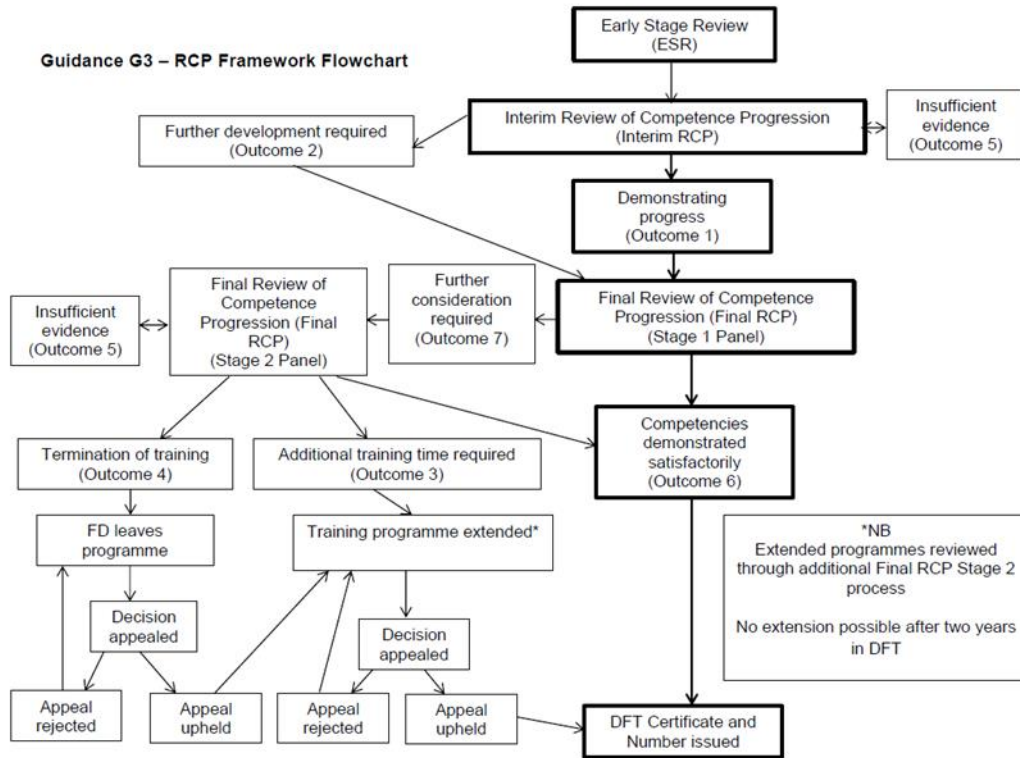 Guidance G3 – RCP Framework Flowchart
Early Stage Review
(ESR)
Interim Review of Competence Progression
(Interim RCP)
Insufficient
evidence
(Outcome 5)
Further development required
(Outcome 2)
Demonstrating
progress
(Outcome 1)
Final Review of Competence
Progression (Final RCP)
(Stage 1 Panel)
Further
consideration
required
(Outcome 7)
Final Review of
Competence
Progression (Final
RCP)
(Stage 2 Panel)
Insufficient
evidence
(Outcome 5)
Termination of training
(Outcome 4)
Additional training time required
(Outcome 3)
Competencies
demonstrated
satisfactorily
(Outcome 6)
FD leaves
programme
Training programme extended*
*NB
Extended programmes reviewed
through additional Final RCP Stage 2
process
No extension possible after two years
in DFT
Decision
appealed
Decision
appealed
Appeal
rejected
Appeal
upheld
Appeal
rejected
Appeal
upheld
DFT Certificate and
Number issued